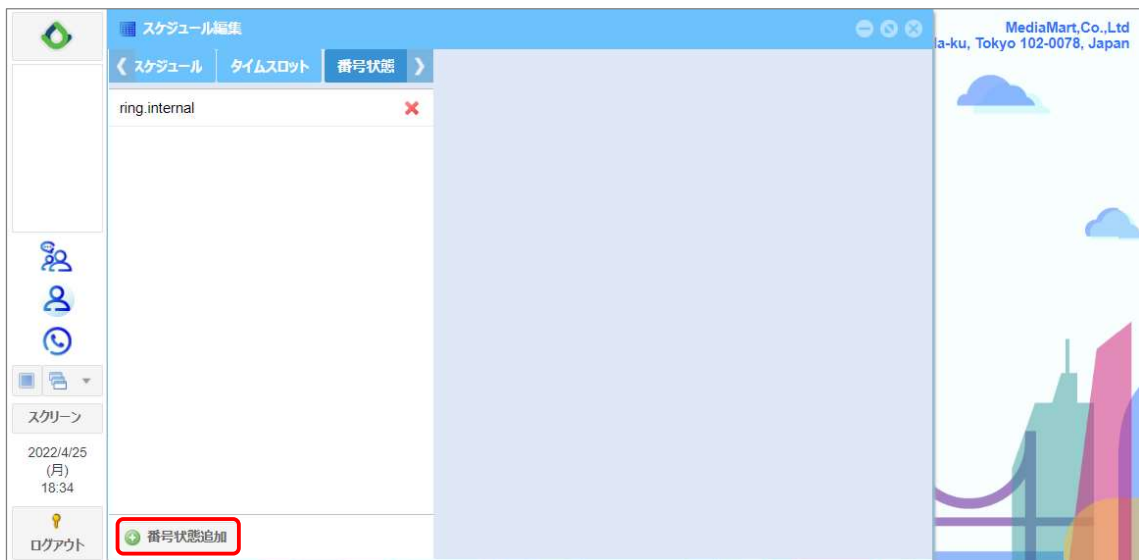 スケジュール編集
MediaMart,Co.,Ltd
a-ku, Tokyo 102-0078, Japan
スケジュール タイムスロット 番号状態
ring.internal
スクリーン
2022/4/25
(月)
18:34
ログアウト
番号状態追加